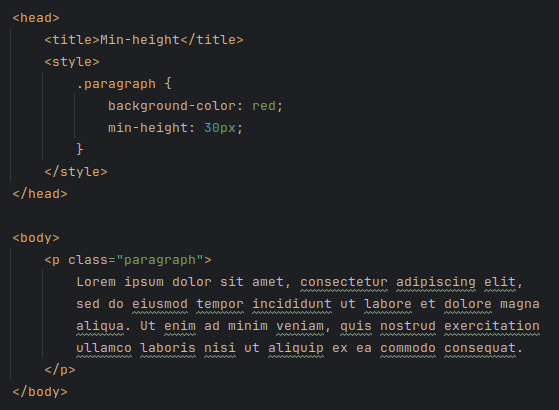 <head>
    <title>Min-height</title>
    <style>
        .paragraph {
            background-color: red;
            min-height: 30px;
        }
    </style>
</head>

<body>
    <p class="paragraph">
        Lorem ipsum dolor sit amet, consectetur adipiscing elit,
        sed do eiusmod tempor incididunt ut labore et dolore magna
        aliqua. Ut enim ad minim veniam, quis nostrud exercitation
        ullamco laboris nisi ut aliquip ex ea commodo consequat.
    </p>
</body>